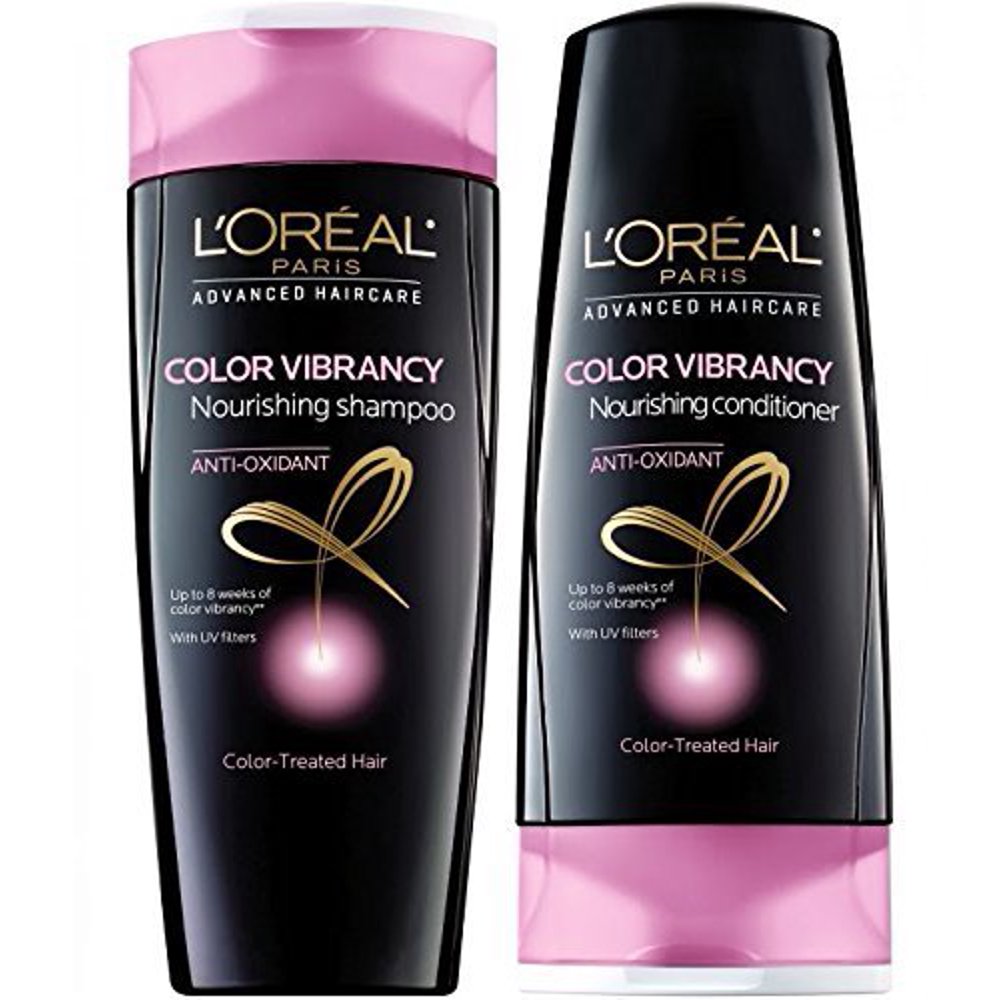 L'ORÉAL®
PARIS
ADVANCED HAIRCARE
COLOR VIBRANCY
Nourishing shampoo
ANTI-OXIDANT
Up to 8 weeks of
color vibrancy**
With UV filters
Color-Treated Hair
L'ORÉAL®
PARIS
ADVANCED HAIRCARE
COLOR VIBRANCY
Nourishing conditioner
ANTI-OXIDANT
Up to 8 weeks of
color vibrancy**
With UV filters
Color-Treated Hair